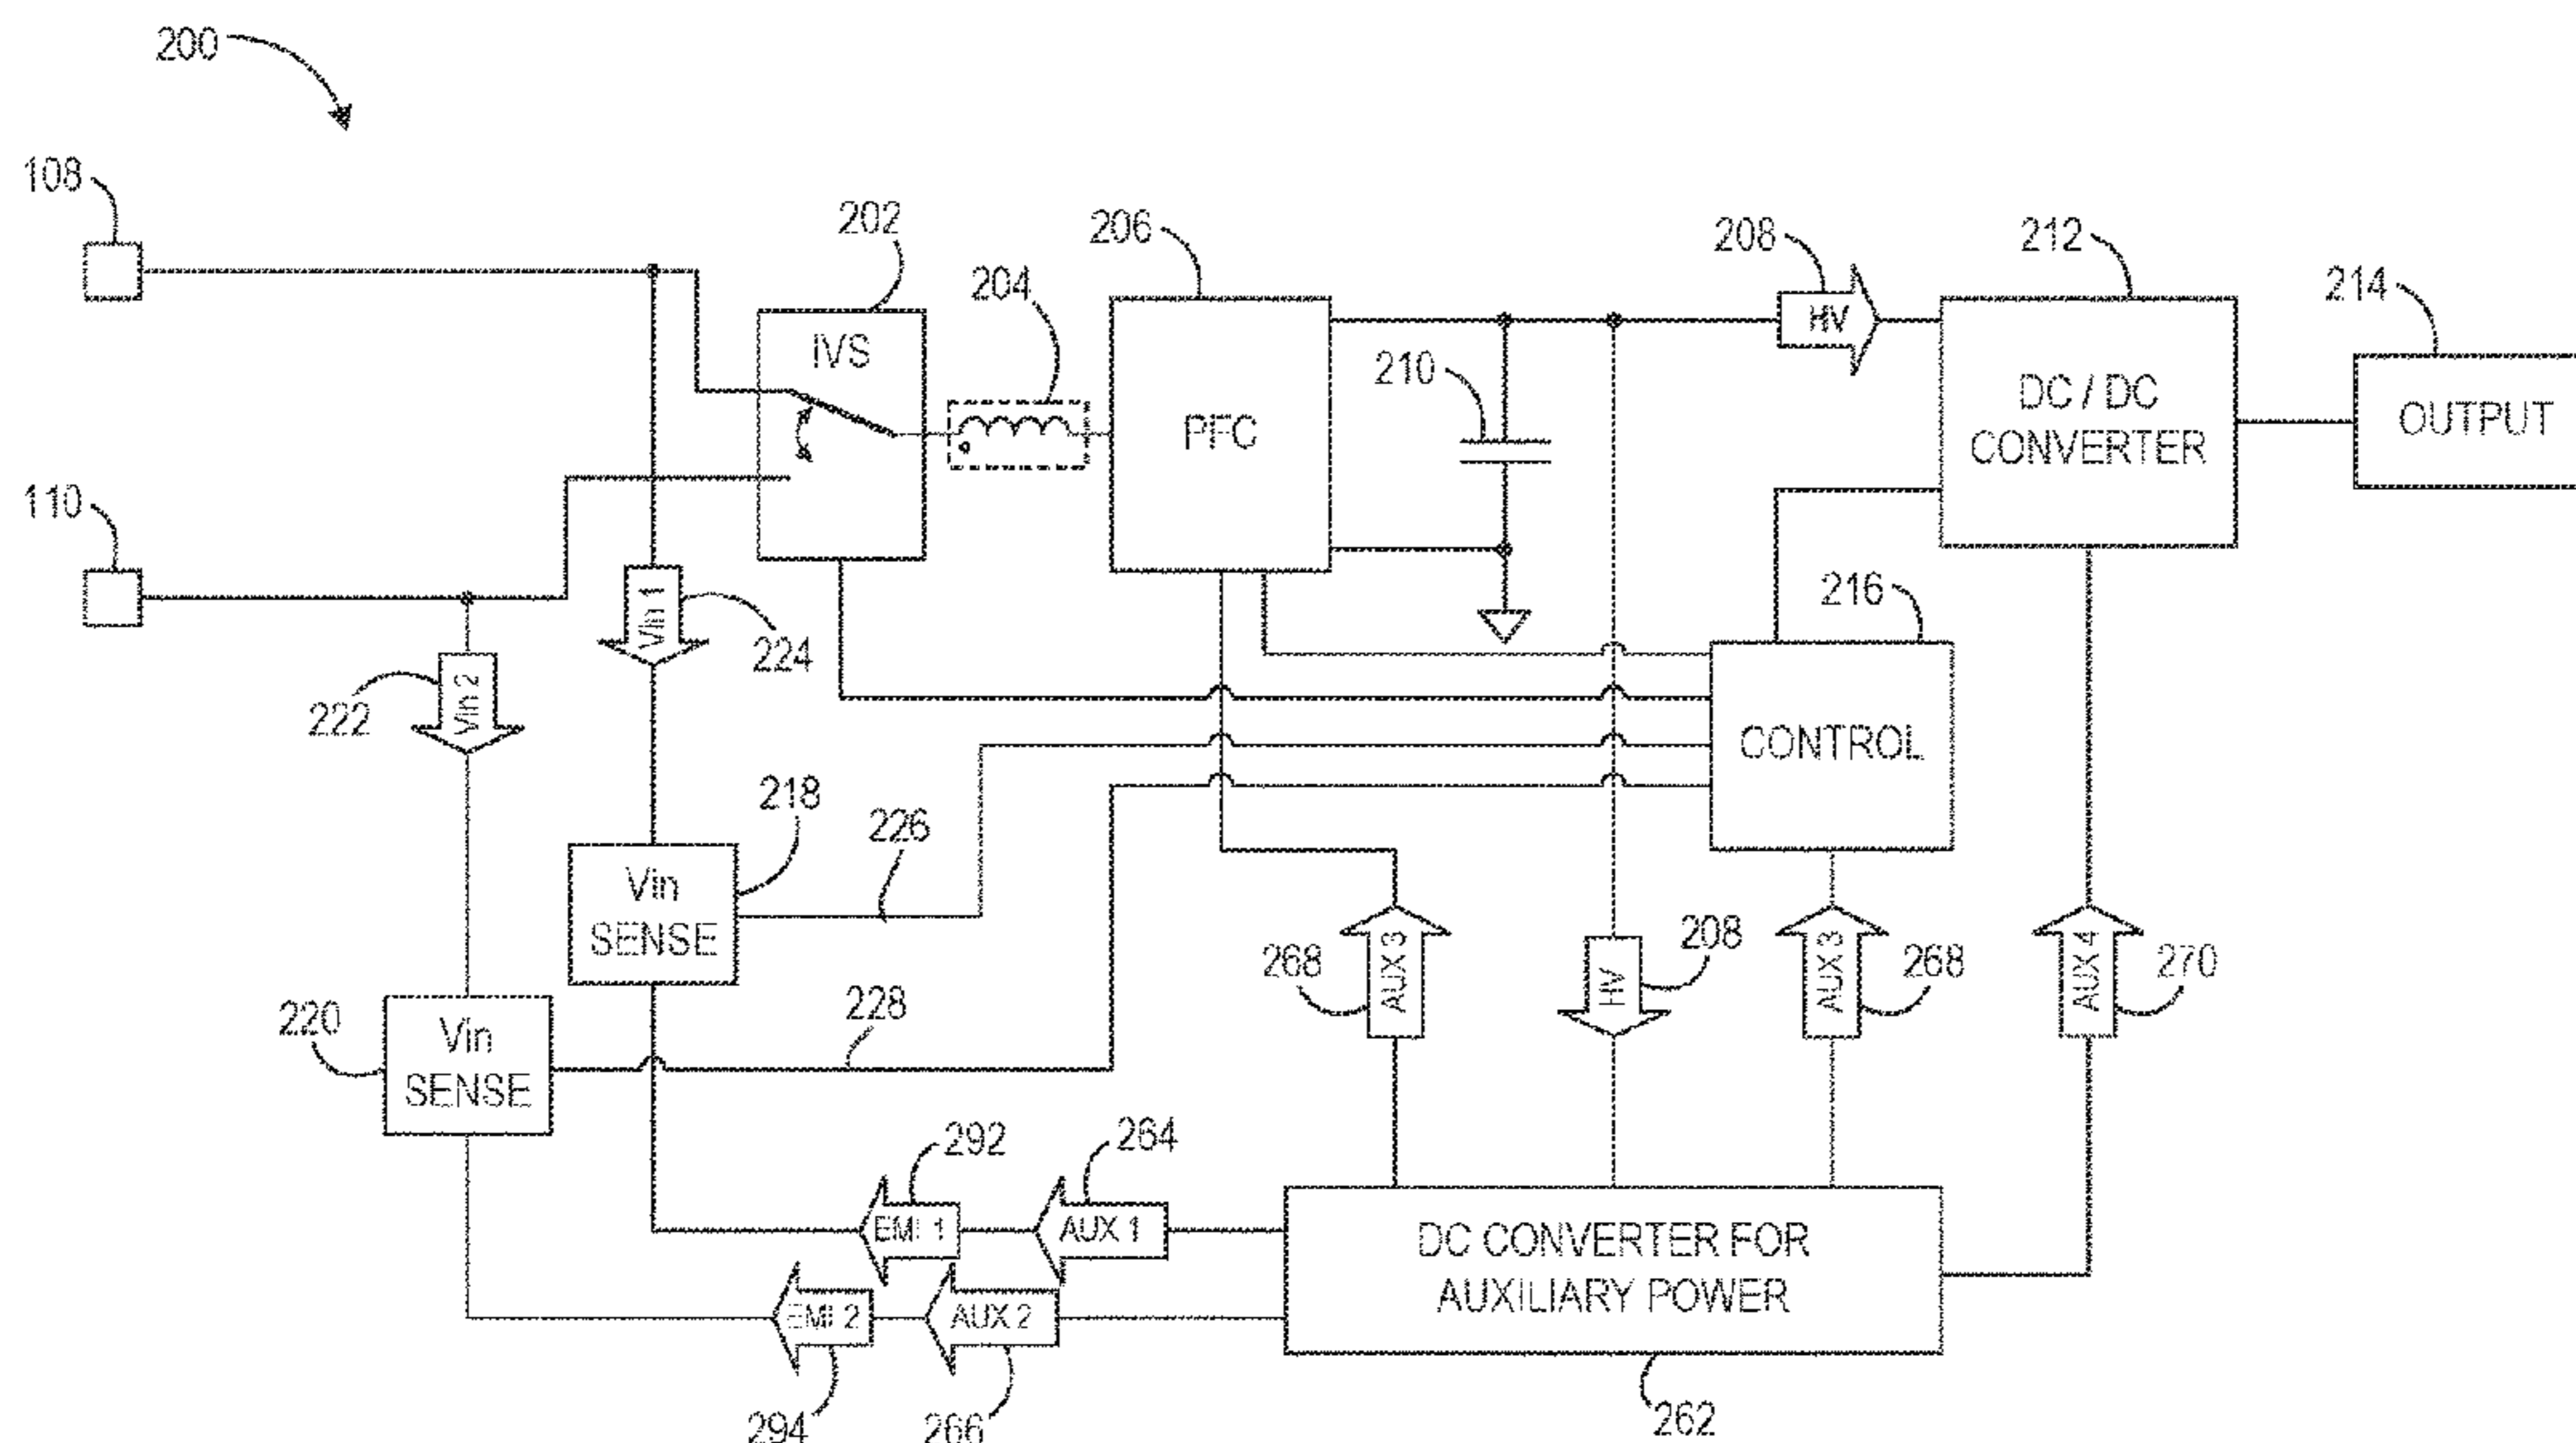 200
108
202
206
208
212
204
214
IVS
HV
210
PFC
DC / DC
CONVERTER
OUTPUT
110
216
Vin 1
224
Vin 2
222
CONTROL
218
226
Vin
SENSE
208
268
AUX 3
HV
AUX 3
268
AUX 4
270
220
228
Vin
SENSE
292
264
EMI 1
AUX 1
DC CONVERTER FOR
AUXILIARY POWER
EMI 2
AUX 2
294
266
262